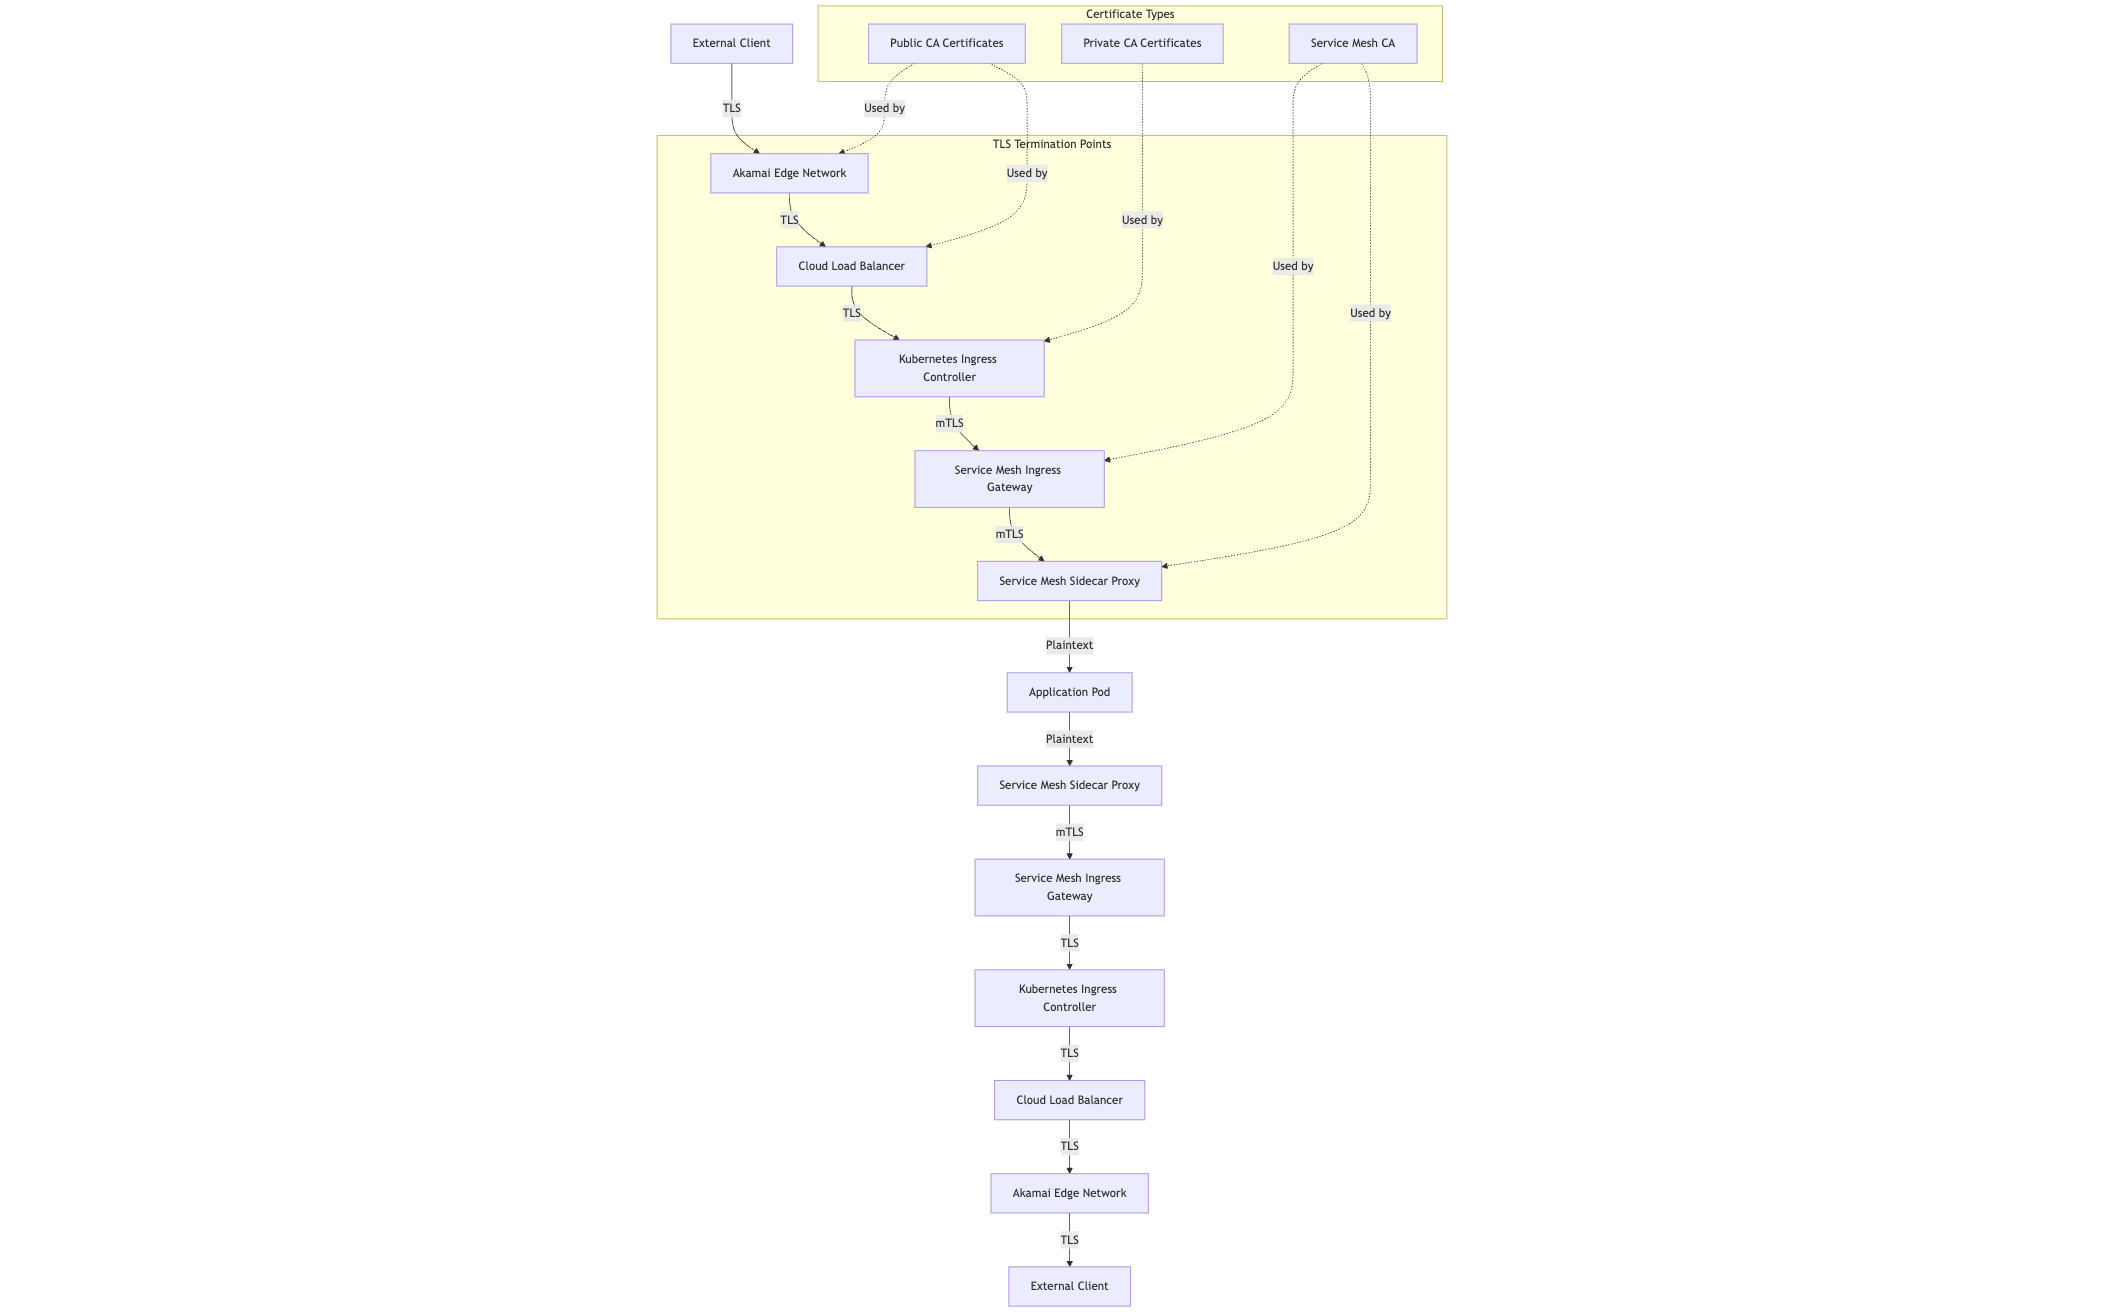 Certificate Types
External Client
Public CA Certificates
Private CA Certificates
Service Mesh CA
TLS
Used by
TLS Termination Points
Akamai Edge Network
Used by
TLS
Used by
Cloud Load Balancer
Used by
TLS
Used by
Kubernetes Ingress
Controller
mTLS
Service Mesh Ingress
Gateway
mTLS
Service Mesh Sidecar Proxy
Plaintext
Application Pod
Plaintext
Service Mesh Sidecar Proxy
mTLS
Service Mesh Ingress
Gateway
TLS
Kubernetes Ingress
Controller
TLS
Cloud Load Balancer
TLS
Akamai Edge Network
TLS
External Client